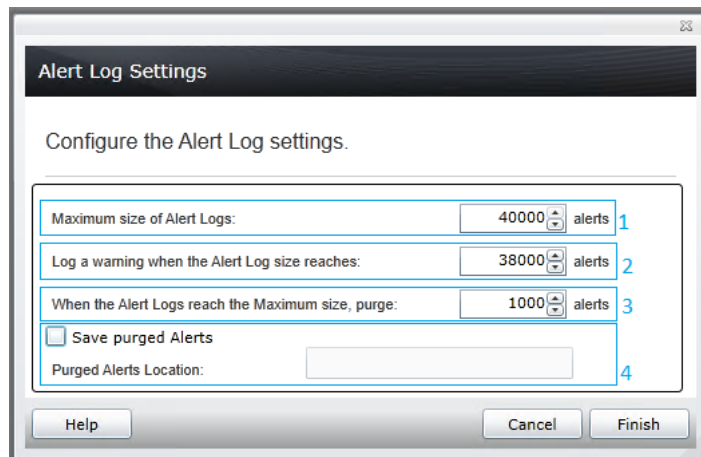 Alert Log Settings
Configure the Alert Log settings.
Maximum size of Alert Logs: 40000 alerts 1
Log a warning when the Alert Log size reaches: 38000 alerts 2
When the Alert Logs reach the Maximum size, purge: 1000 alerts 3
Save purged Alerts
Purged Alerts Location: 4
Help Cancel Finish